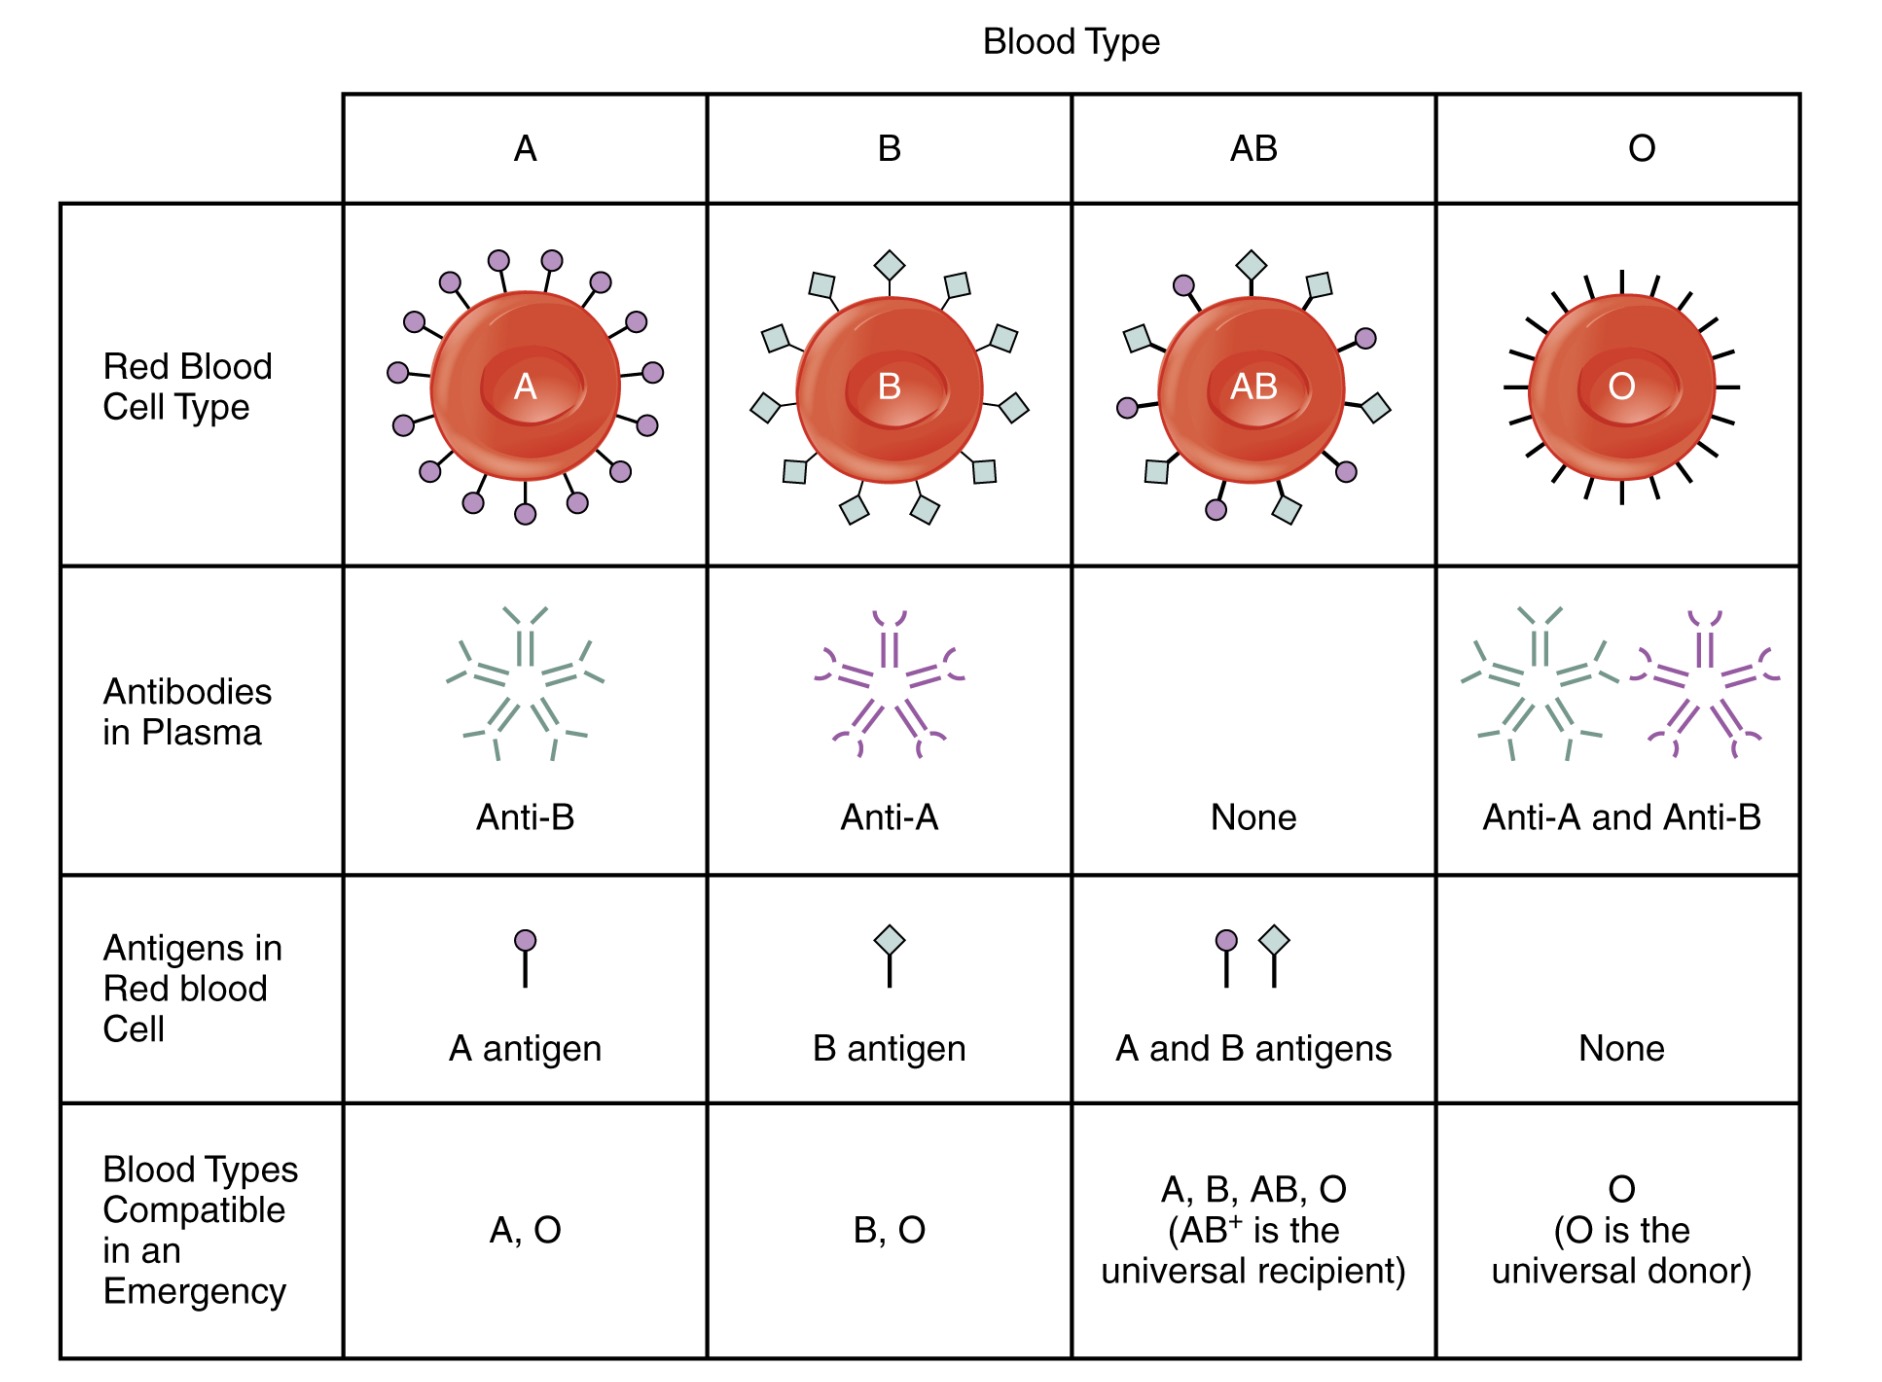 Blood Type
A
B
AB
O
Red Blood
Cell Type
A
B
AB
O
Antibodies
in Plasma
Anti-B
Anti-A
None
Anti-A and Anti-B
Antigens in
Red blood
Cell
A antigen
B antigen
A and B antigens
None
Blood Types
Compatible
in an
Emergency
A, O
B, O
A, B, AB, O
(AB⁺ is the
universal recipient)
O
(O is the
universal donor)